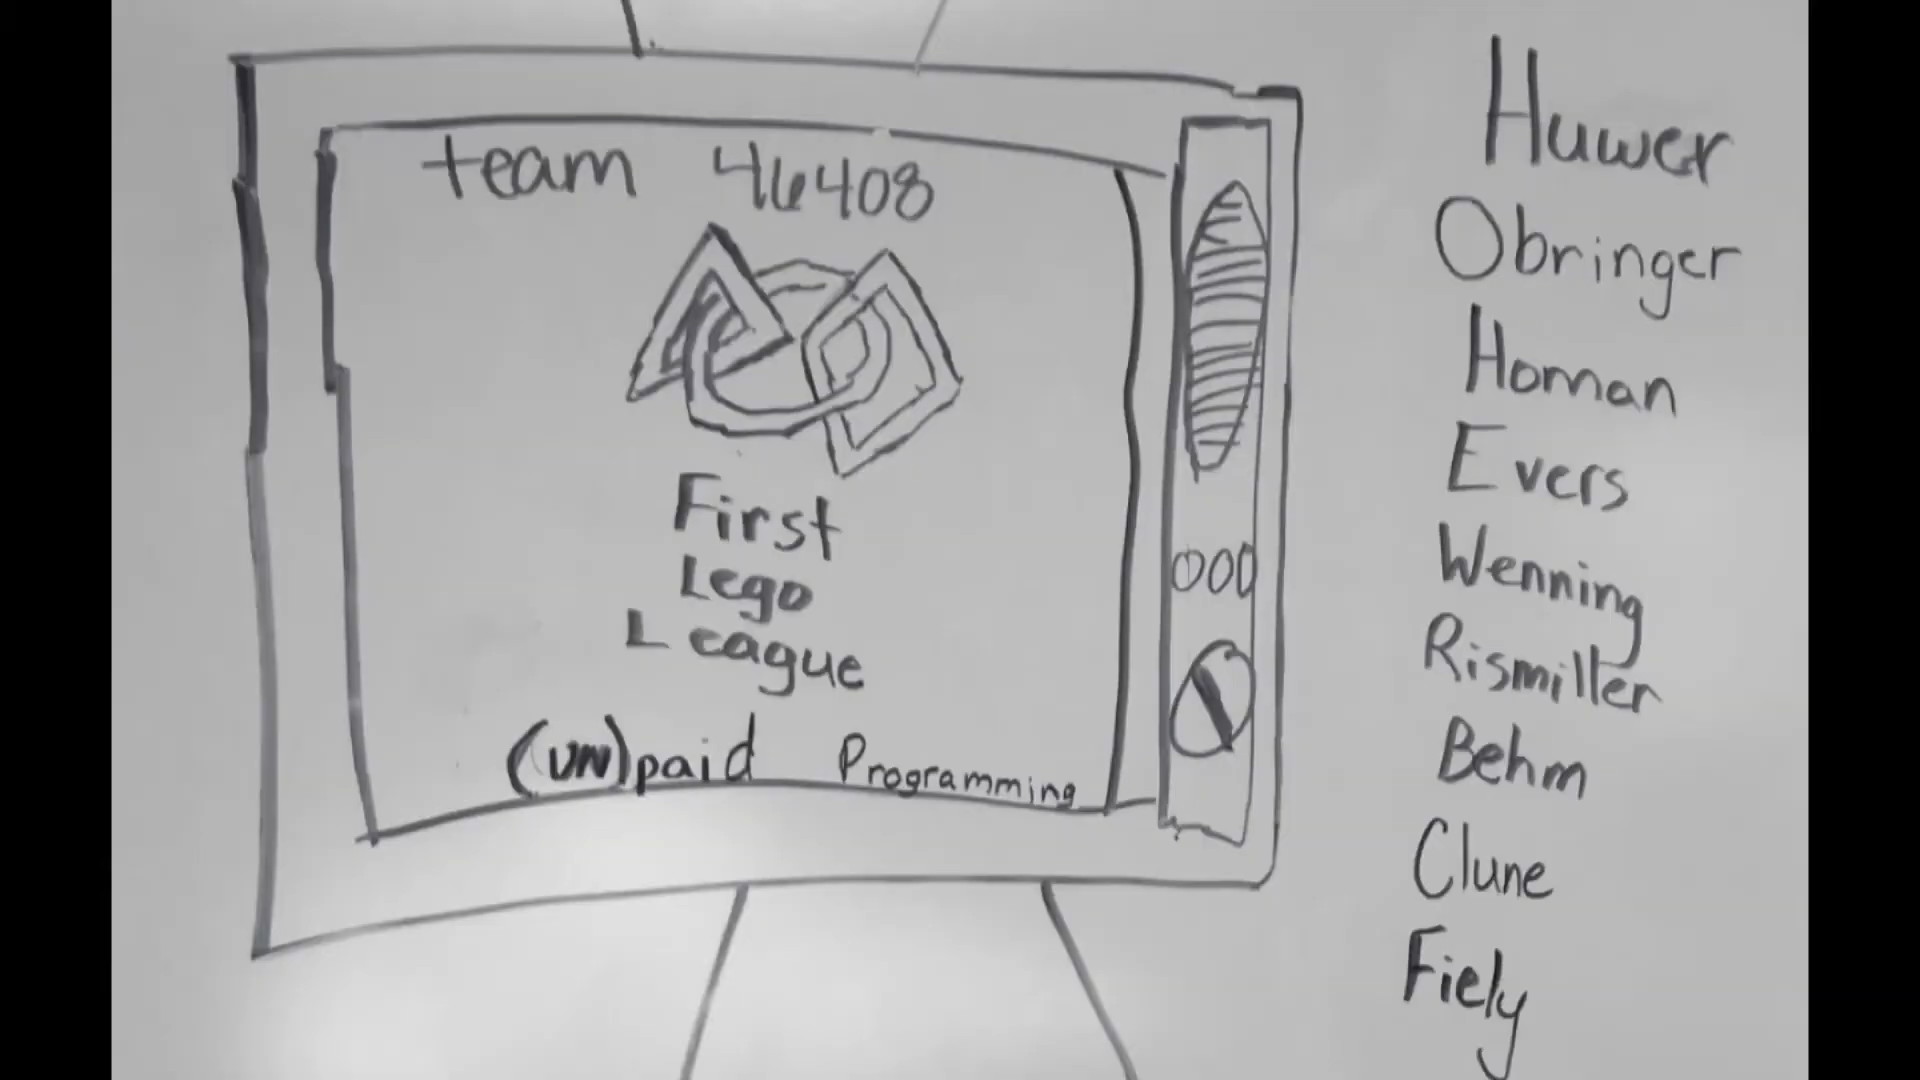 team 46408
First
Lego
League
(UN)paid Programming
Huwer
Obringer
Homan
Evers
Wenning
Rismiller
Behm
Clune
Fiely